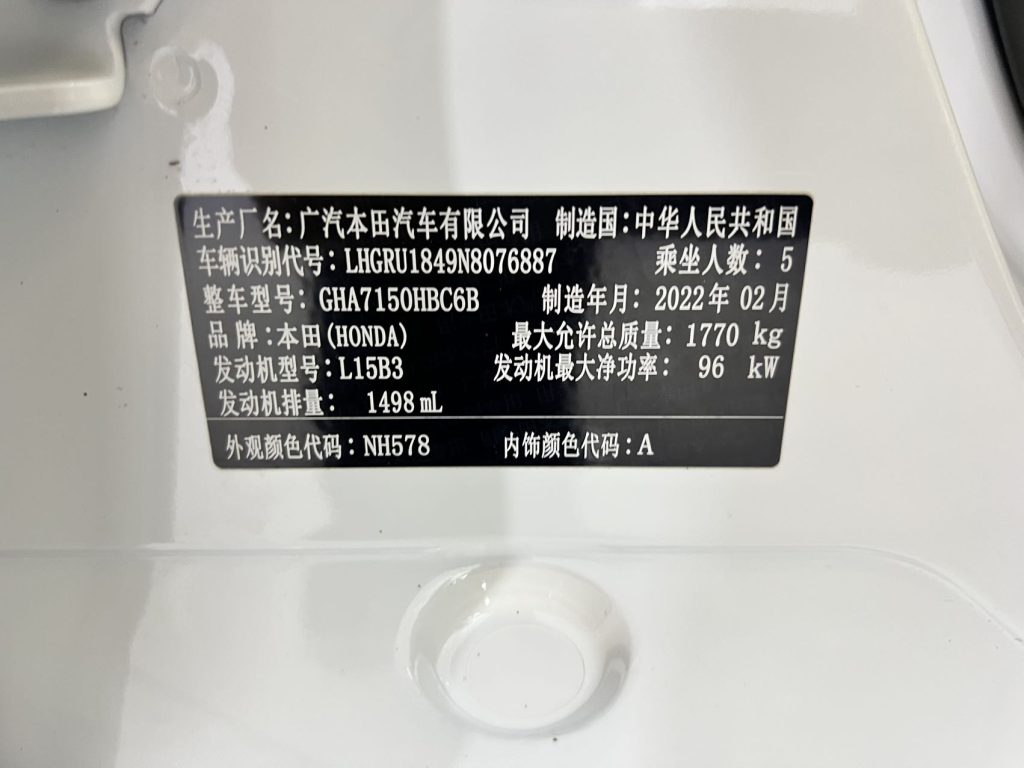 生产厂名:广汽本田汽车有限公司 制造国:中华人民共和国
车辆识别代号:LHGRU1849N8076887 乘坐人数:5
整车型号:GHA7150HBC6B 制造年月:2022年02月
品牌:本田(HONDA) 最大允许总质量:1770 kg
发动机型号:L15B3 发动机最大净功率:96 kW
发动机排量:1498 mL
外观颜色代码:NH578 内饰颜色代码:A